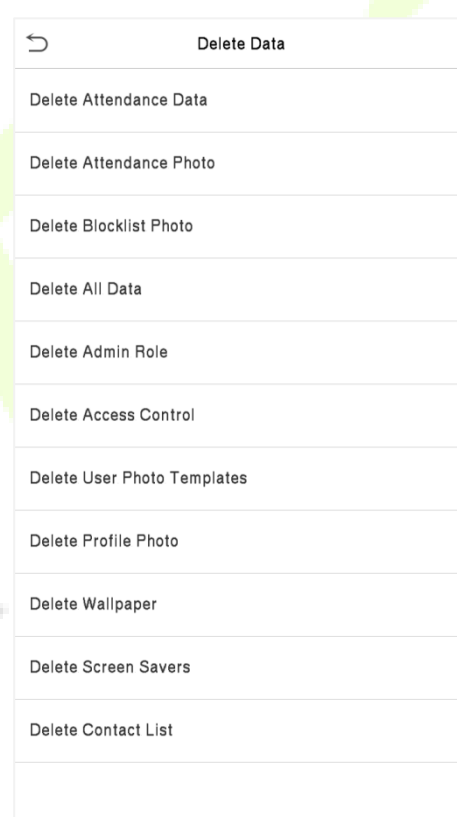 Delete Data
Delete Attendance Data
Delete Attendance Photo
Delete Blocklist Photo
Delete All Data
Delete Admin Role
Delete Access Control
Delete User Photo Templates
Delete Profile Photo
Delete Wallpaper
Delete Screen Savers
Delete Contact List